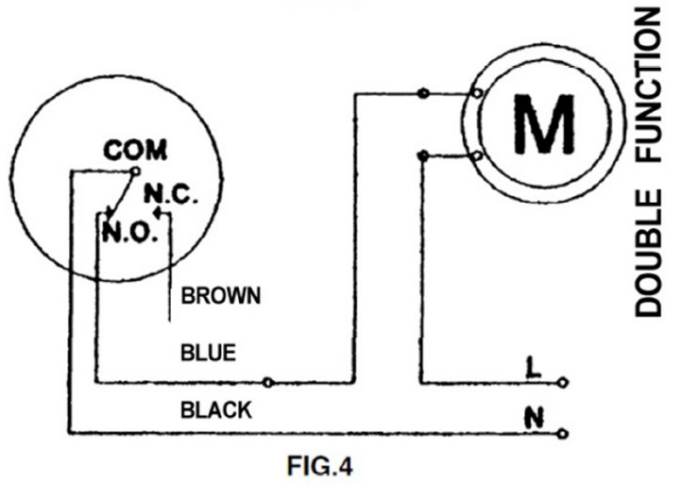 COM
N.C.
N.O.
BROWN
BLUE
BLACK
M
DOUBLE FUNCTION
L
N
FIG.4